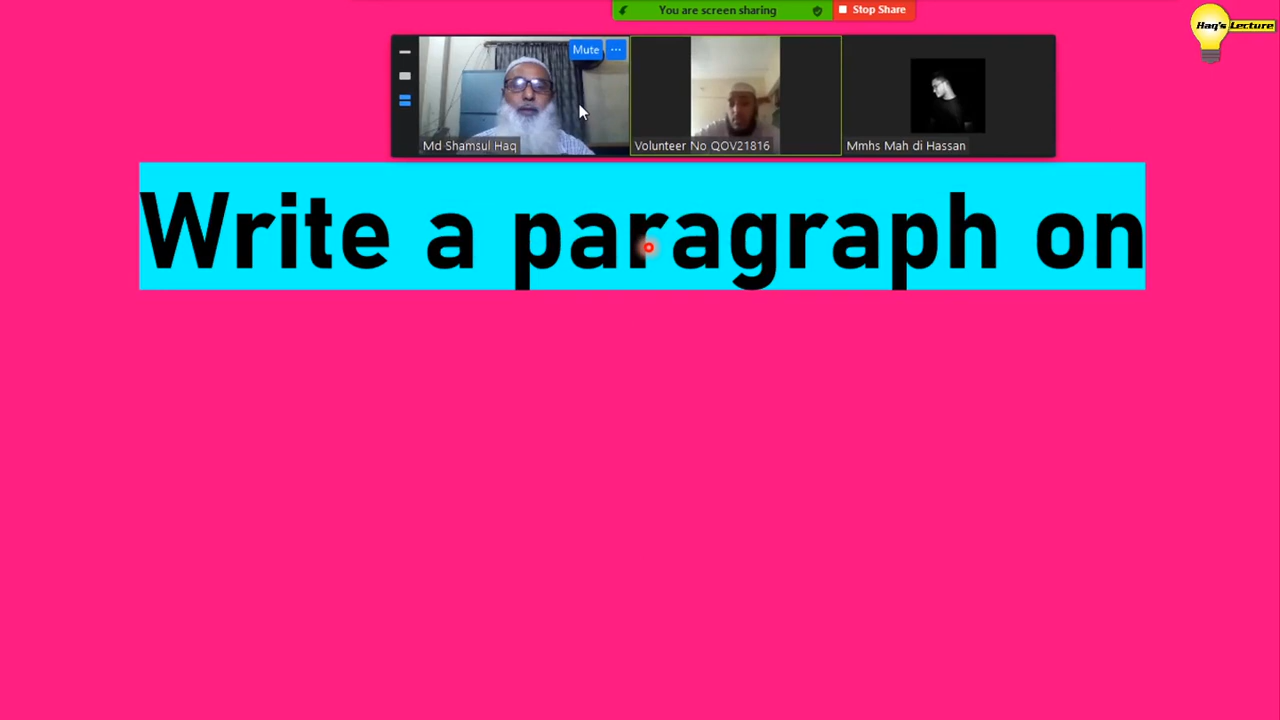 You are screen sharing
Stop Share
Haq's Lecture
Mute
Md Shamsul Haq
Volunteer No QOV21816
Mmhs Mah di Hassan
Write a paragraph on